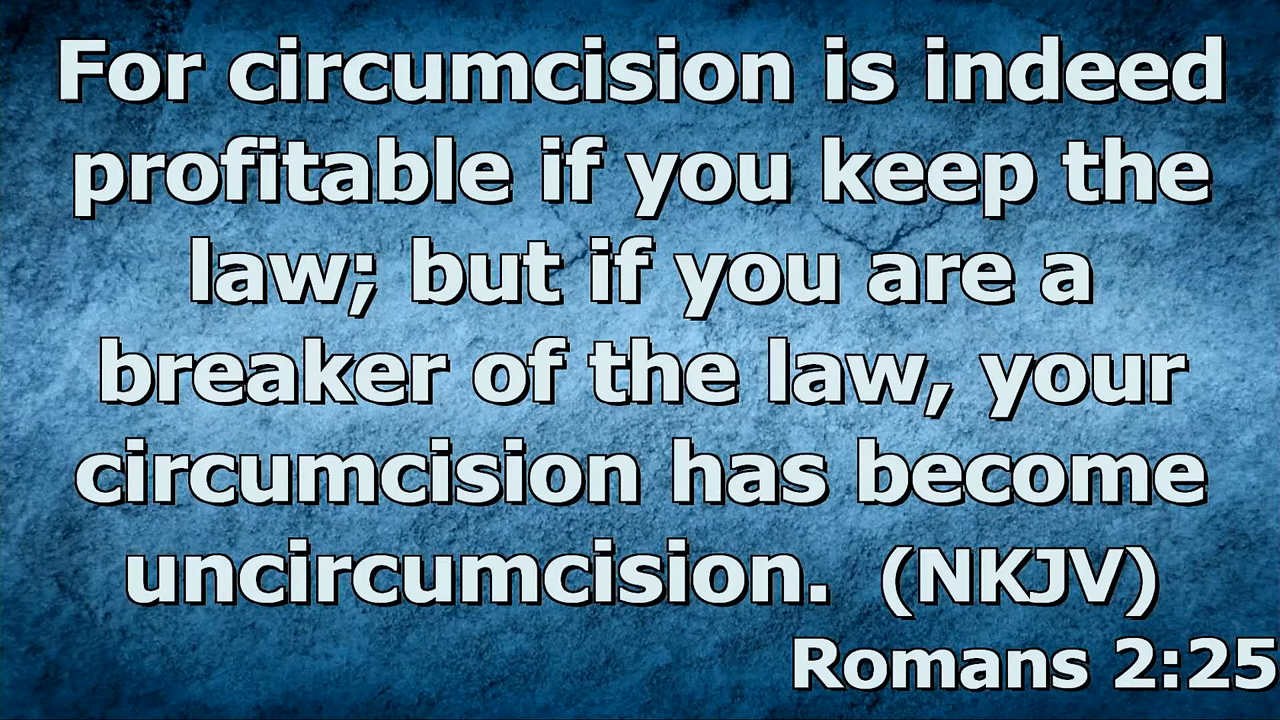 For circumcision is indeed
profitable if you keep the
law; but if you are a
breaker of the law, your
circumcision has become
uncircumcision. (NKJV)
Romans 2:25